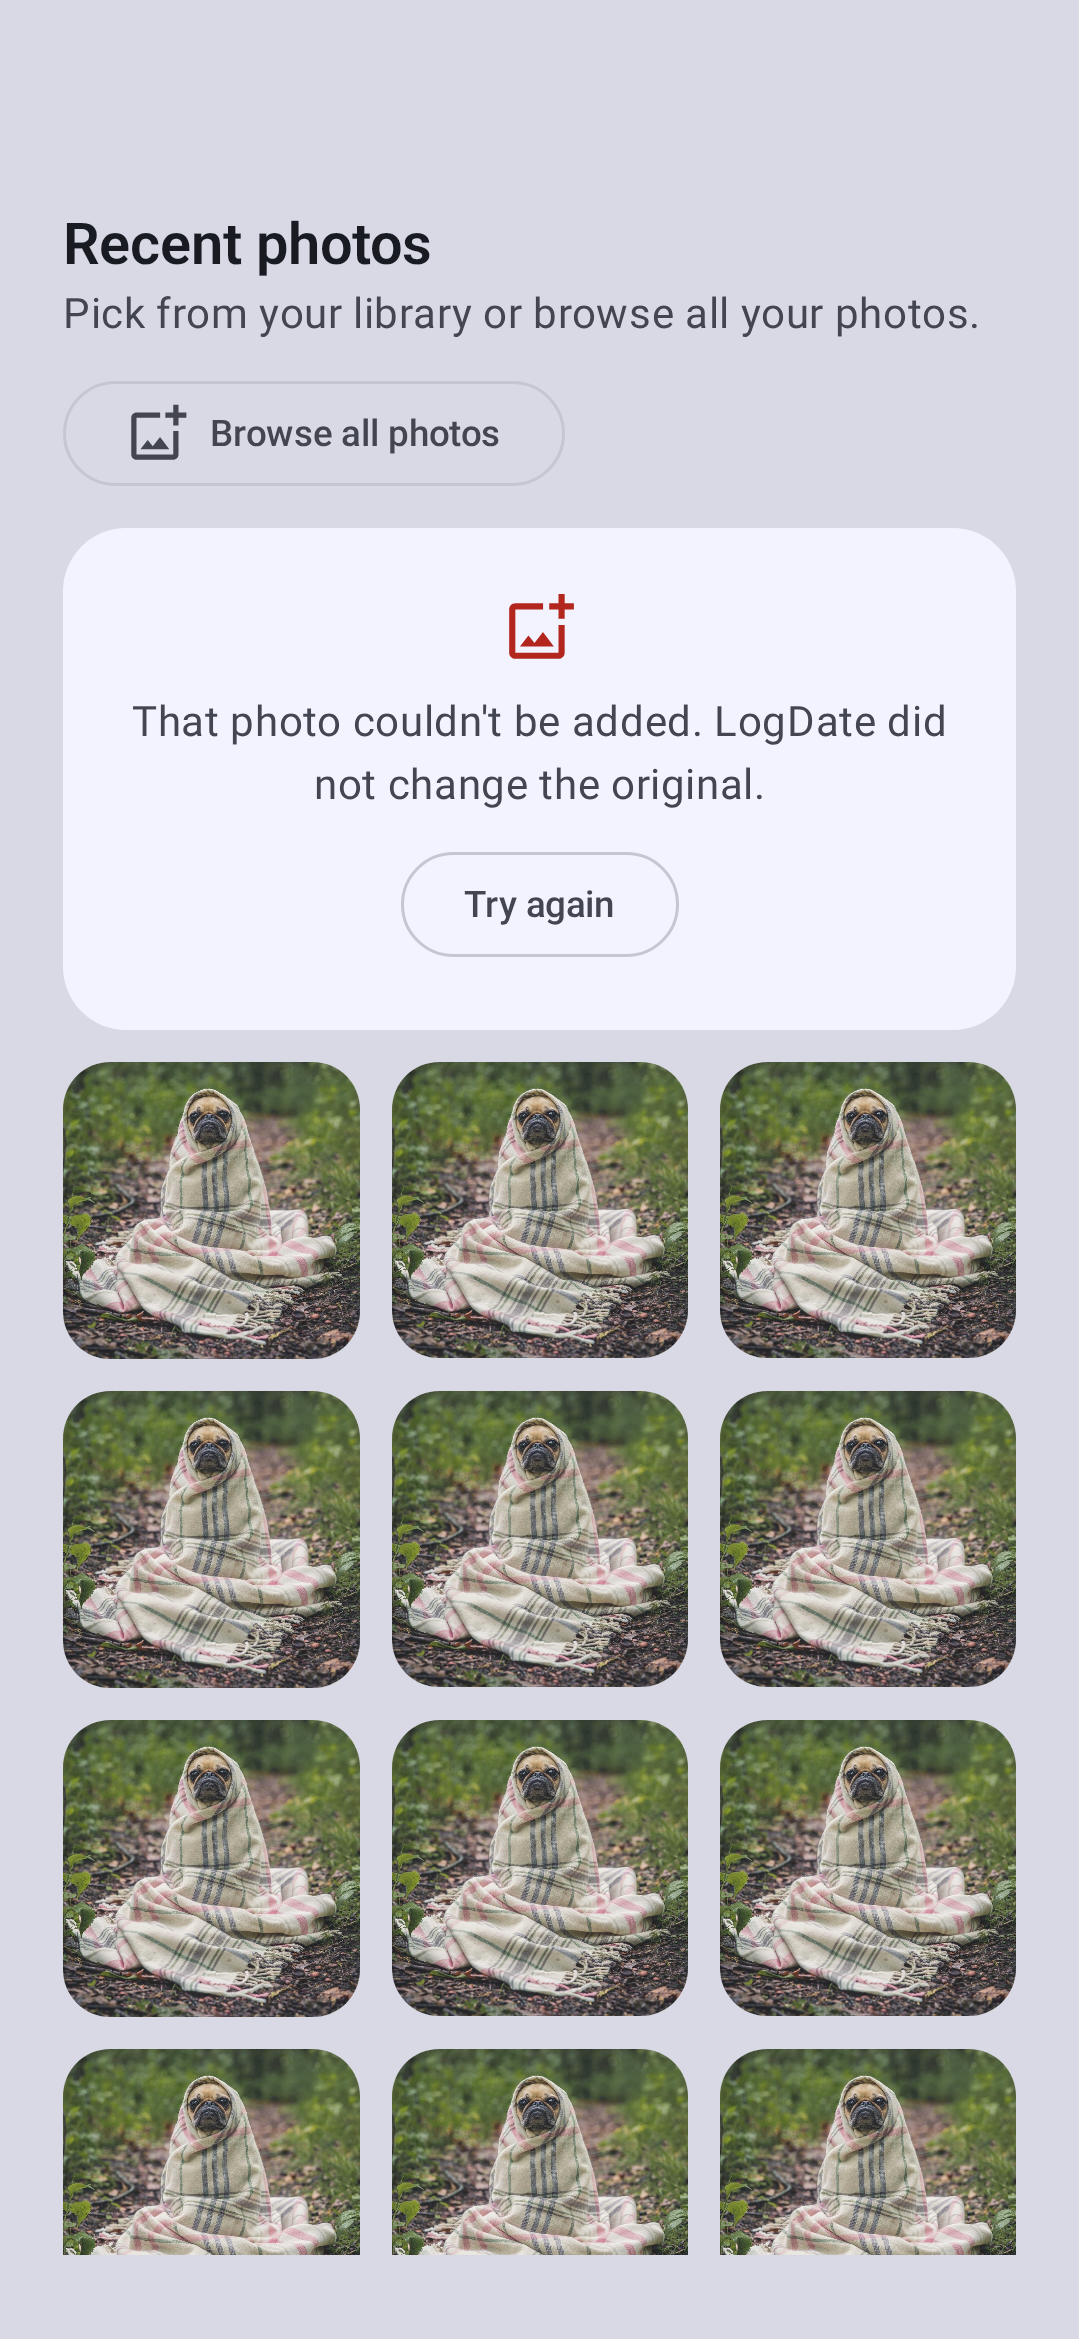 Recent photos
Pick from your library or browse all your photos.
Browse all photos
That photo couldn't be added. LogDate did
not change the original.
Try again